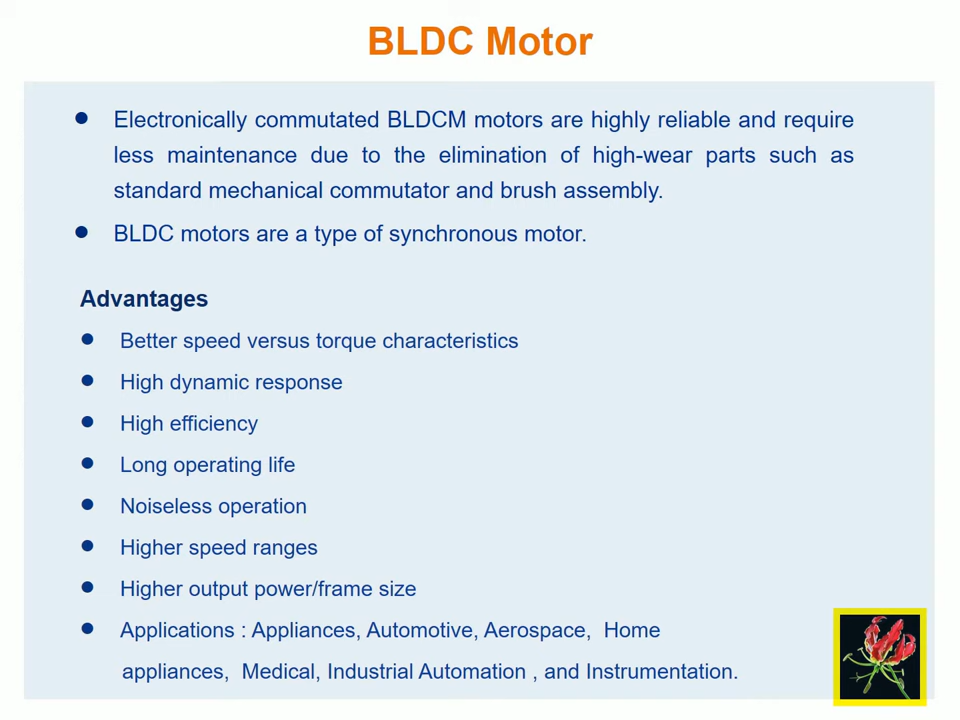 BLDC Motor
Electronically commutated BLDCM motors are highly reliable and require
less maintenance due to the elimination of high-wear parts such as
standard mechanical commutator and brush assembly.
BLDC motors are a type of synchronous motor.
Advantages
Better speed versus torque characteristics
High dynamic response
High efficiency
Long operating life
Noiseless operation
Higher speed ranges
Higher output power/frame size
Applications : Appliances, Automotive, Aerospace, Home
appliances, Medical, Industrial Automation , and Instrumentation.